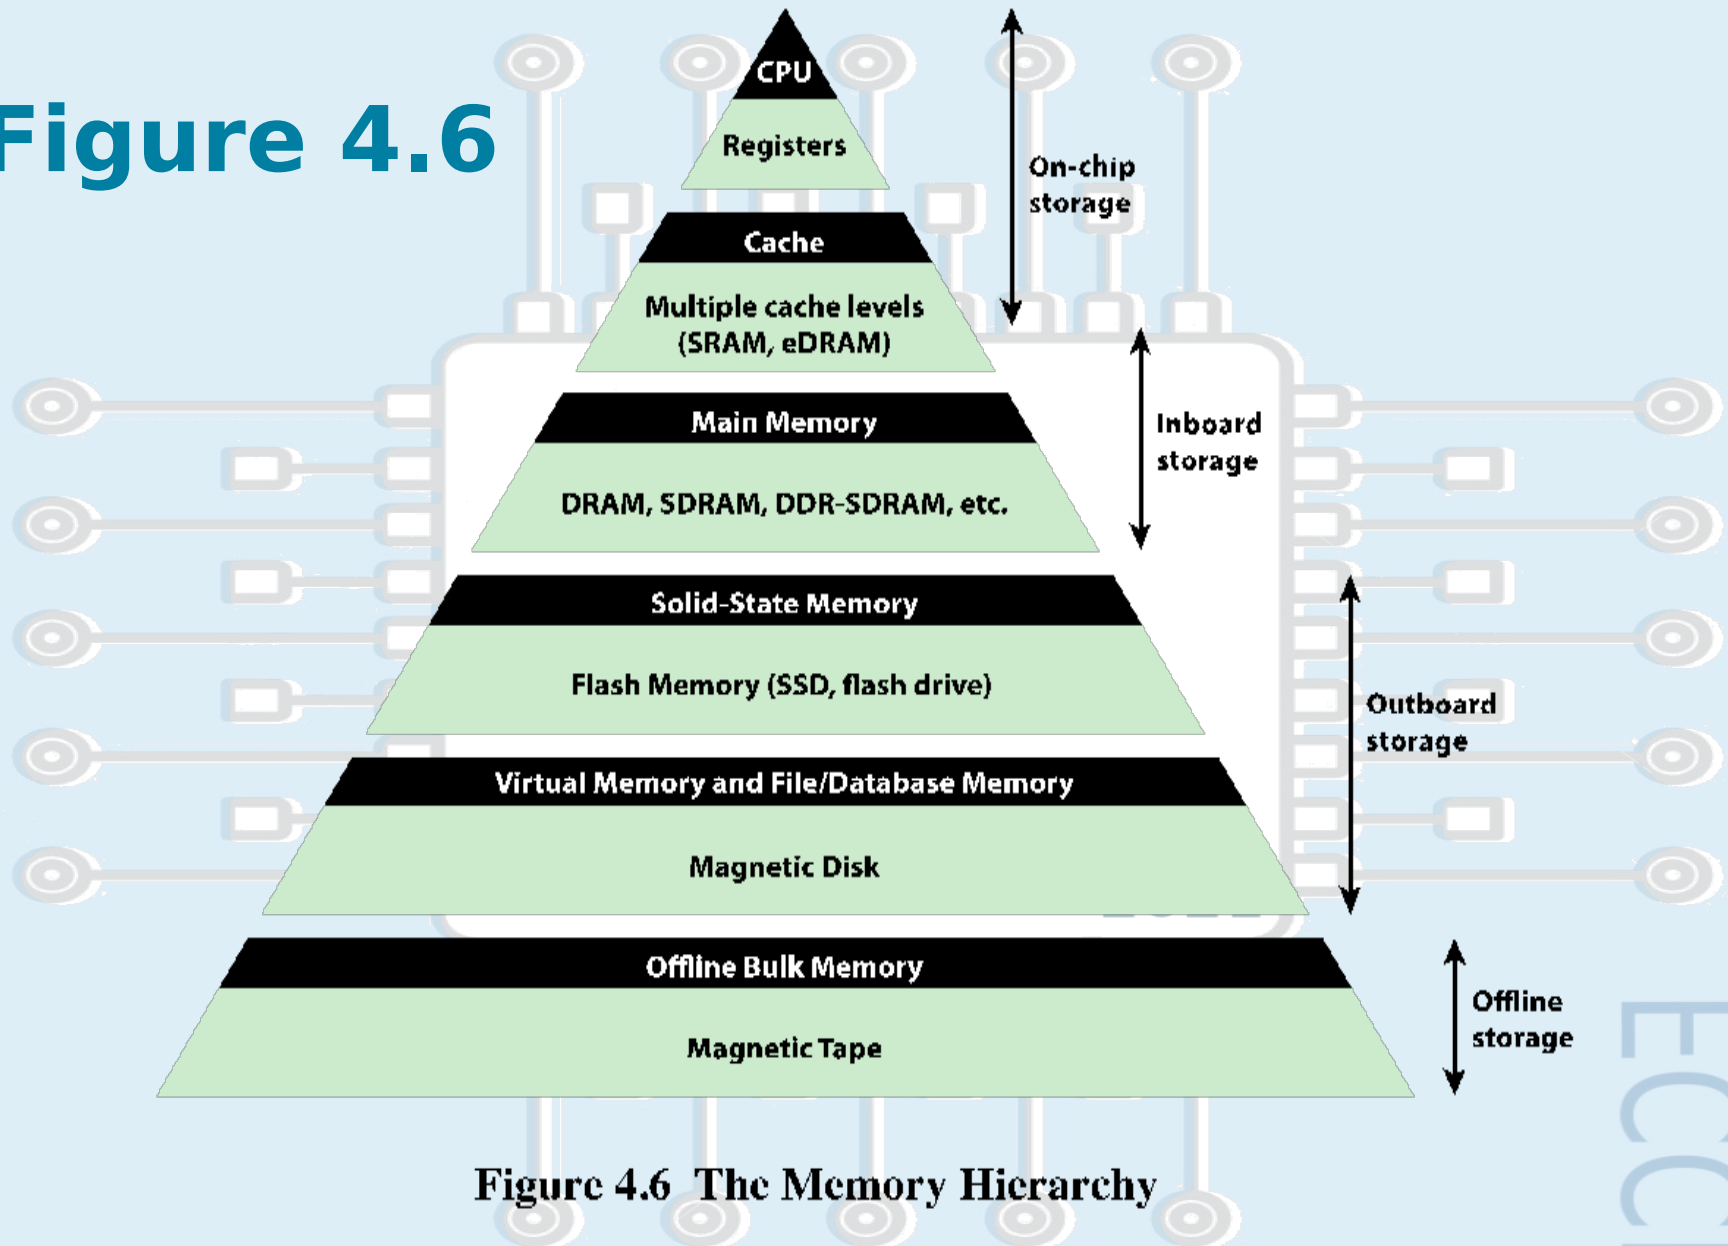 Figure 4.6
CPU
Registers
On-chip
storage
Cache
Multiple cache levels
(SRAM, eDRAM)
Main Memory
DRAM, SDRAM, DDR-SDRAM, etc.
Inboard
storage
Solid-State Memory
Flash Memory (SSD, flash drive)
Outboard
storage
Virtual Memory and File/Database Memory
Magnetic Disk
Offline Bulk Memory
Magnetic Tape
Offline
storage
Figure 4.6 The Memory Hierarchy